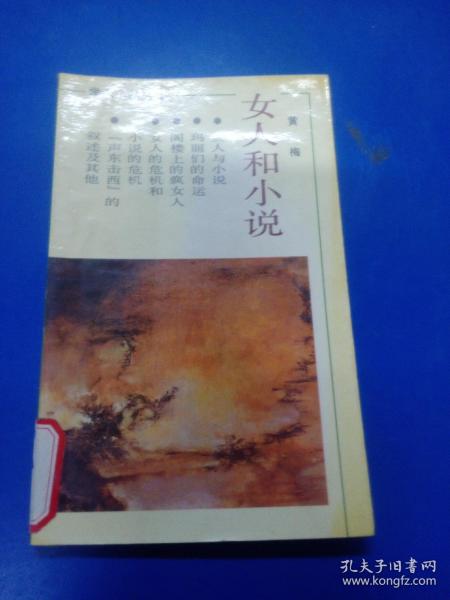 黄梅
女人和小说
●女人与小说
●玛丽们的命运
●阁楼上的疯女人
●女人的危机和
小说的危机
●「声东击西」的
叙述及其他
孔夫子旧书网
www.kongfz.com